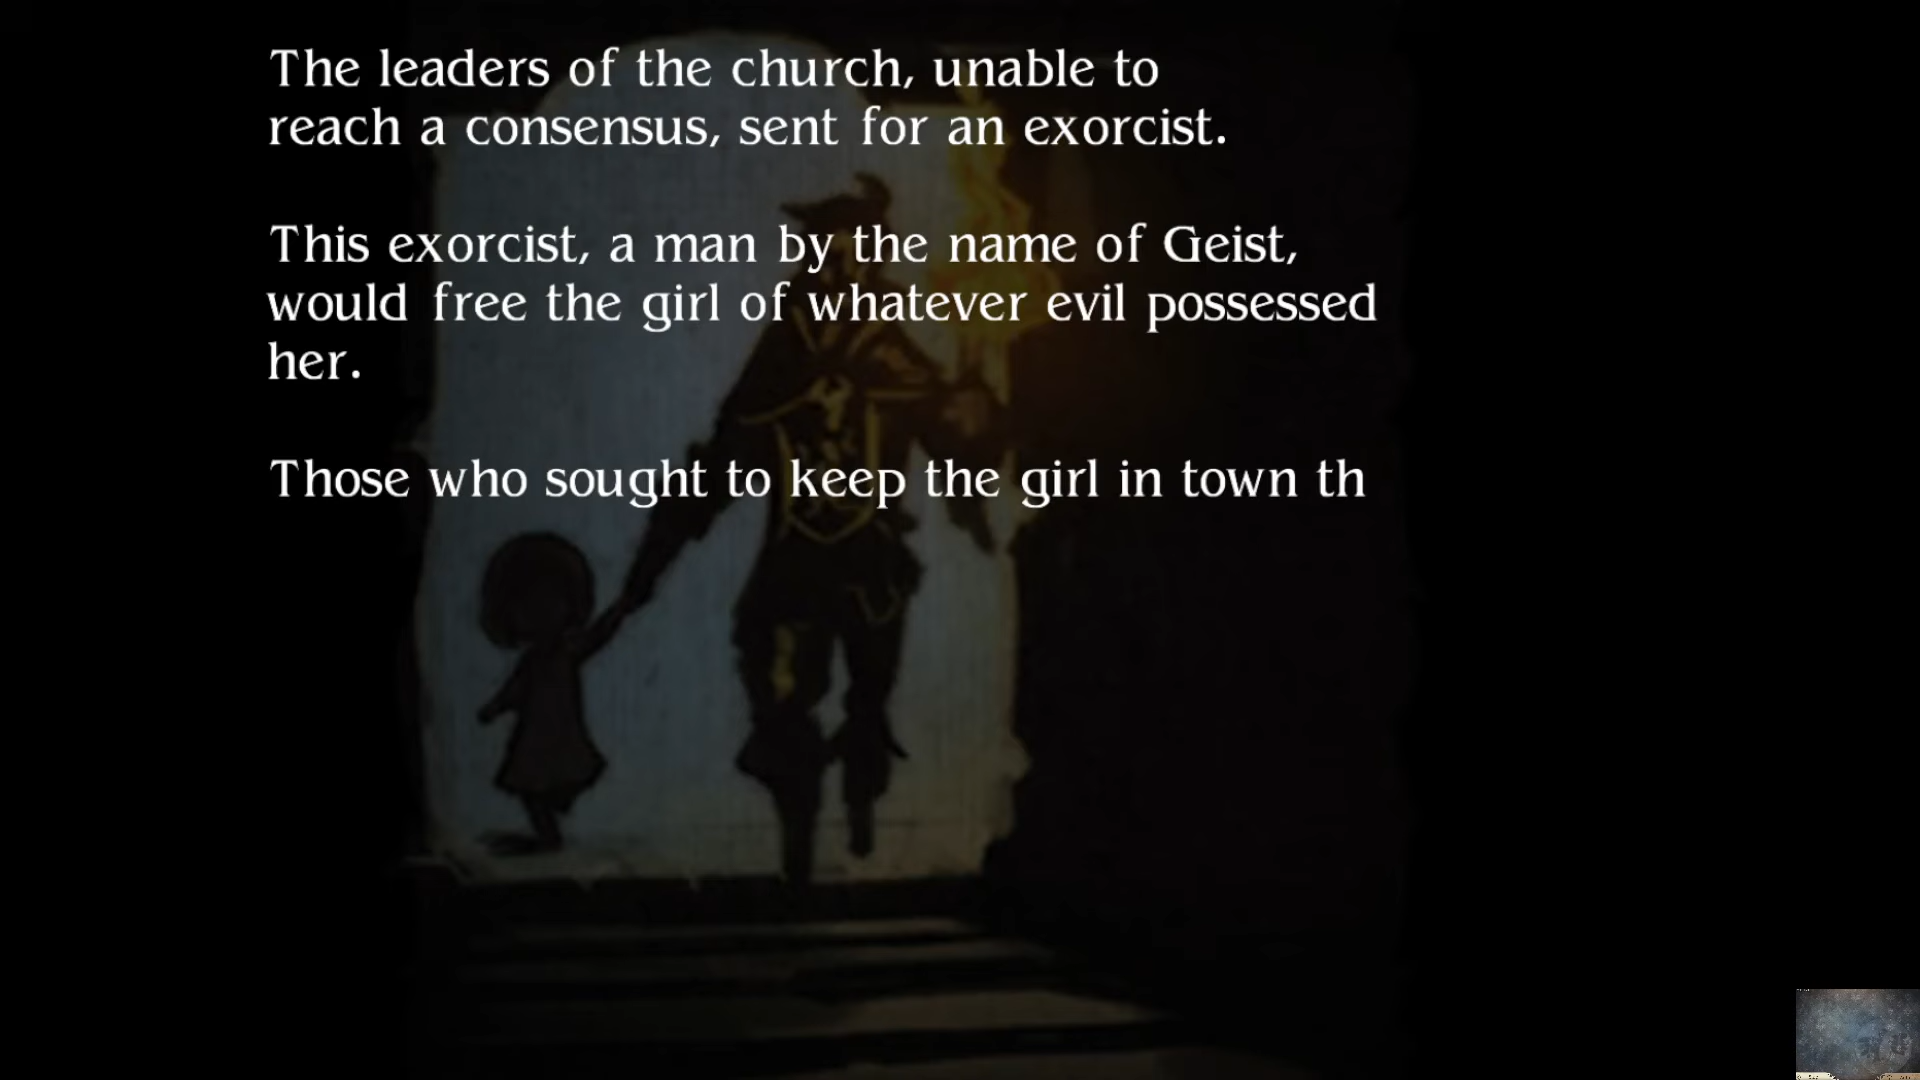 The leaders of the church, unable to
reach a consensus, sent for an exorcist.
This exorcist, a man by the name of Geist,
would free the girl of whatever evil possessed
her.
Those who sought to keep the girl in town th